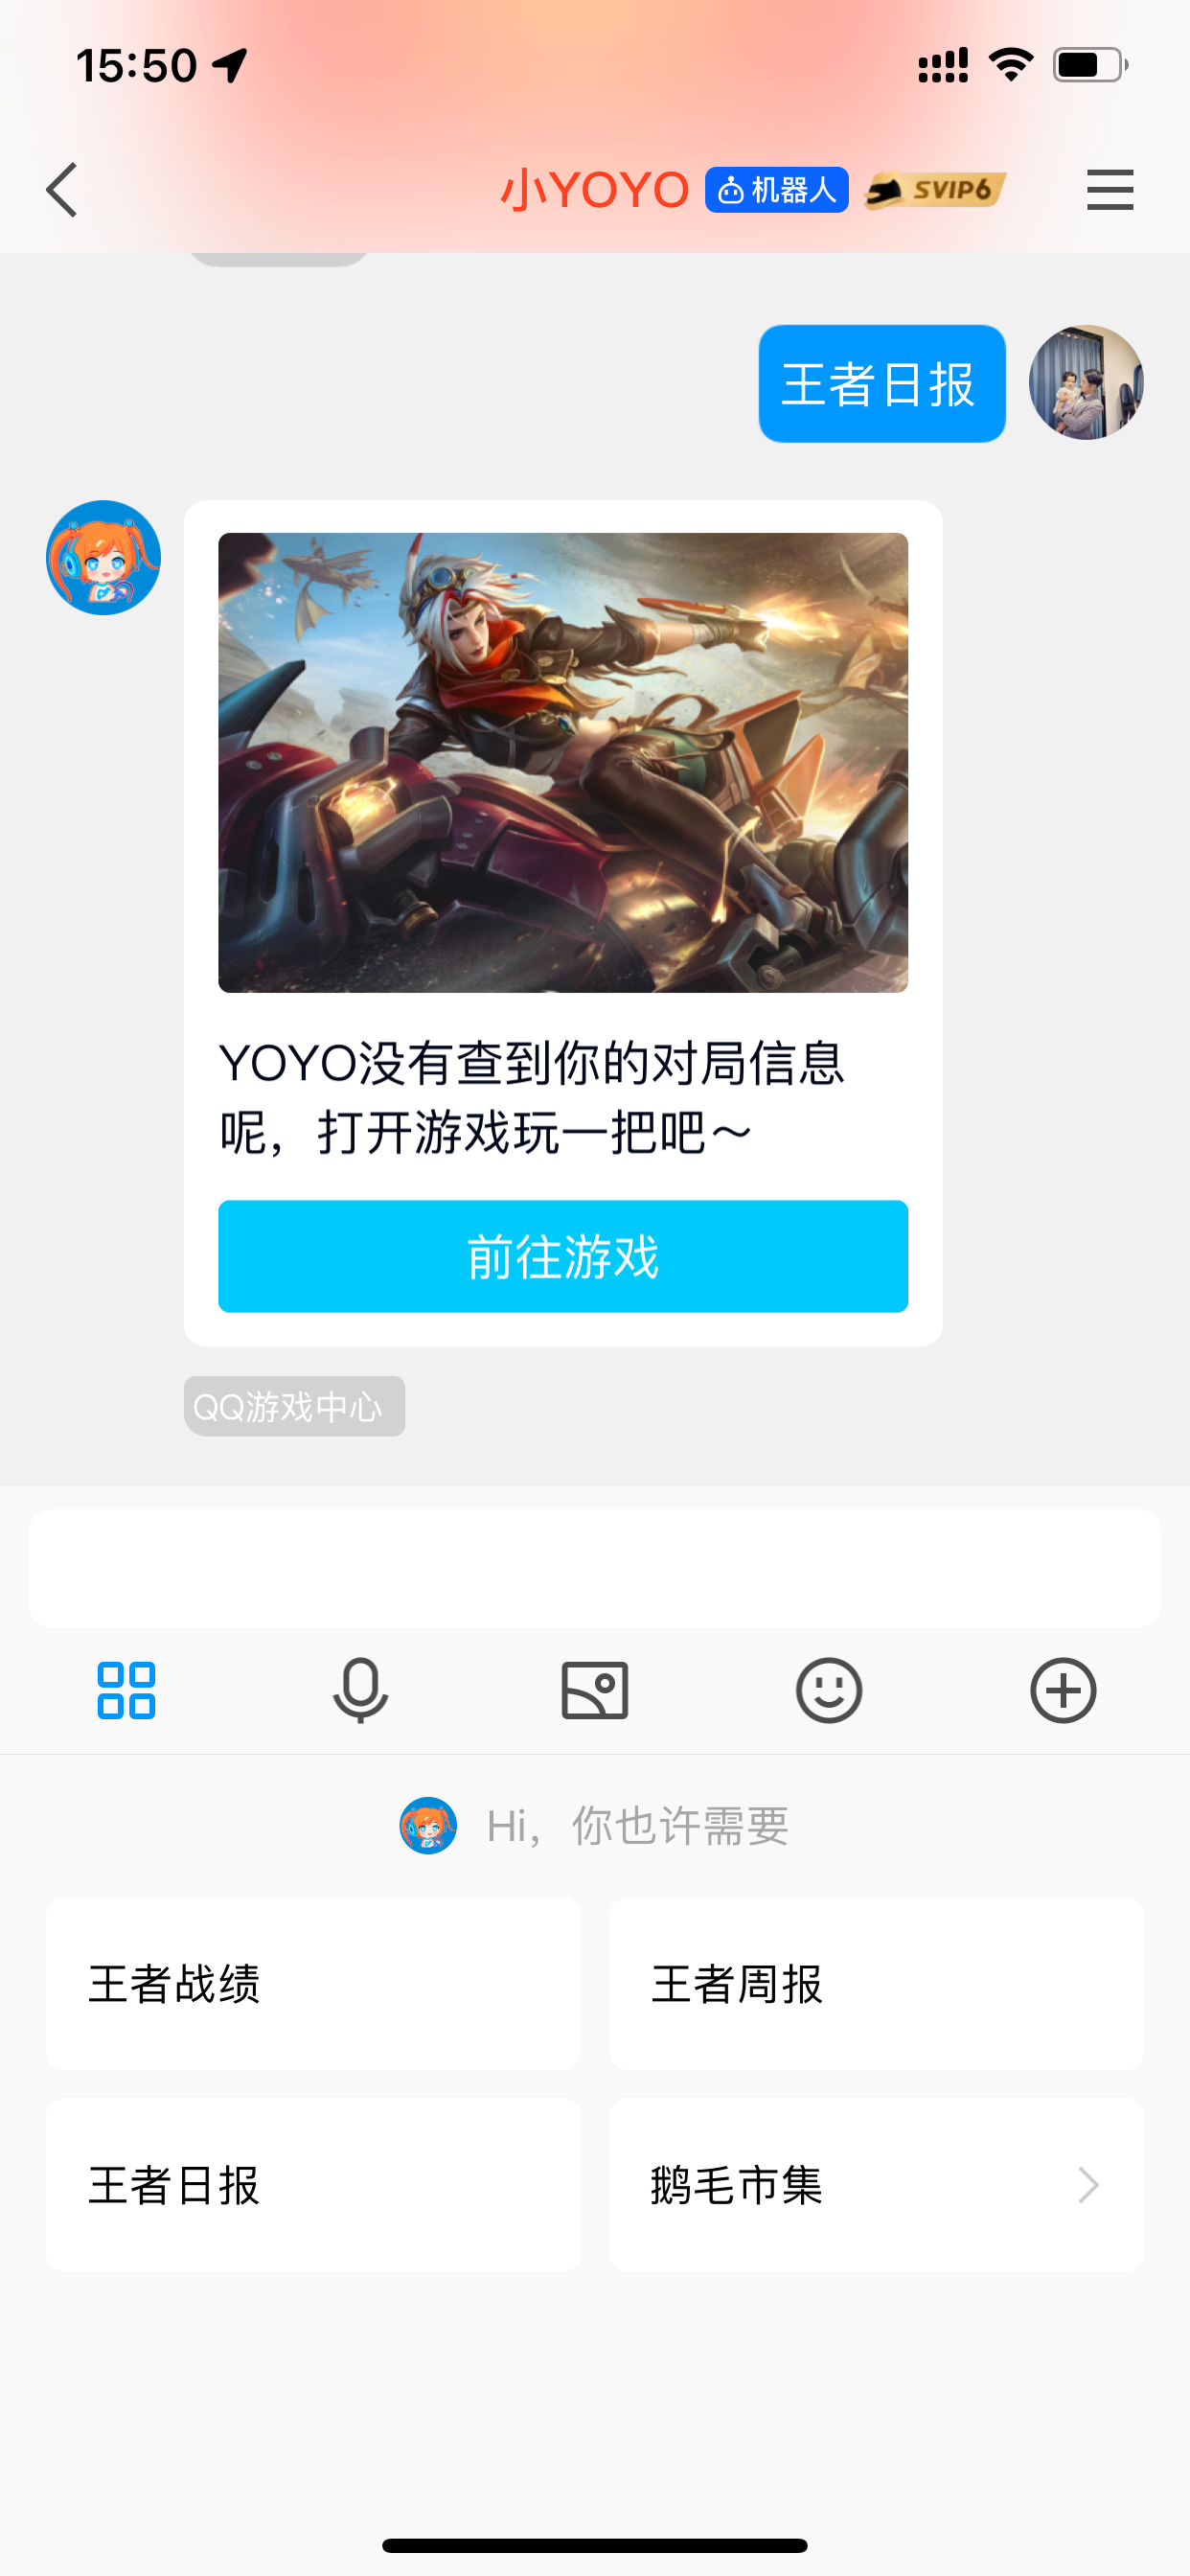 15:50
小YOYO 机器人 SVIP6
王者日报
YOYO没有查到你的对局信息
呢，打开游戏玩一把吧～
前往游戏
QQ游戏中心
Hi，你也许需要
王者战绩
王者周报
王者日报
鹅毛市集